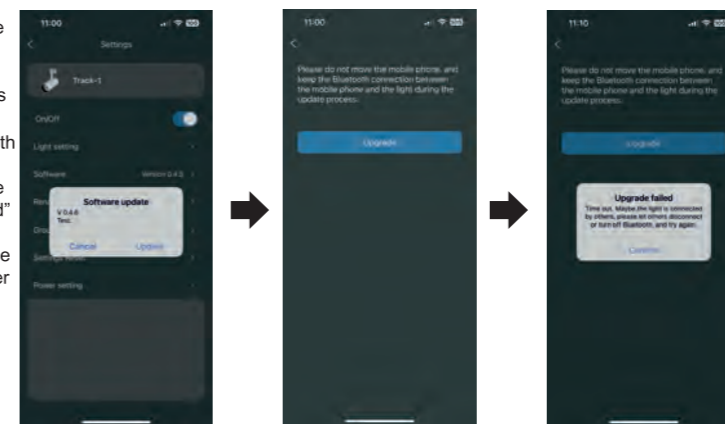 e
s
th
e
d"
e
er
11:00
Settings
Track-1
On/Off
Light setting
Software
Version 0.4.0
Software update
V 0.4.6
Test.
Cancel
Update
Settings reset
Power setting
11:00
Please do not move the mobile phone, and
keep the Bluetooth connection between
the mobile phone and the light during the
update process.
Upgrade
11:10
Please do not move the mobile phone, and
keep the Bluetooth connection between
the mobile phone and the light during the
update process.
Upgrade
Upgrade failed
Time out. Maybe the light is connected
by others, please let others disconnect
or turn off Bluetooth, and try again.
Confirm